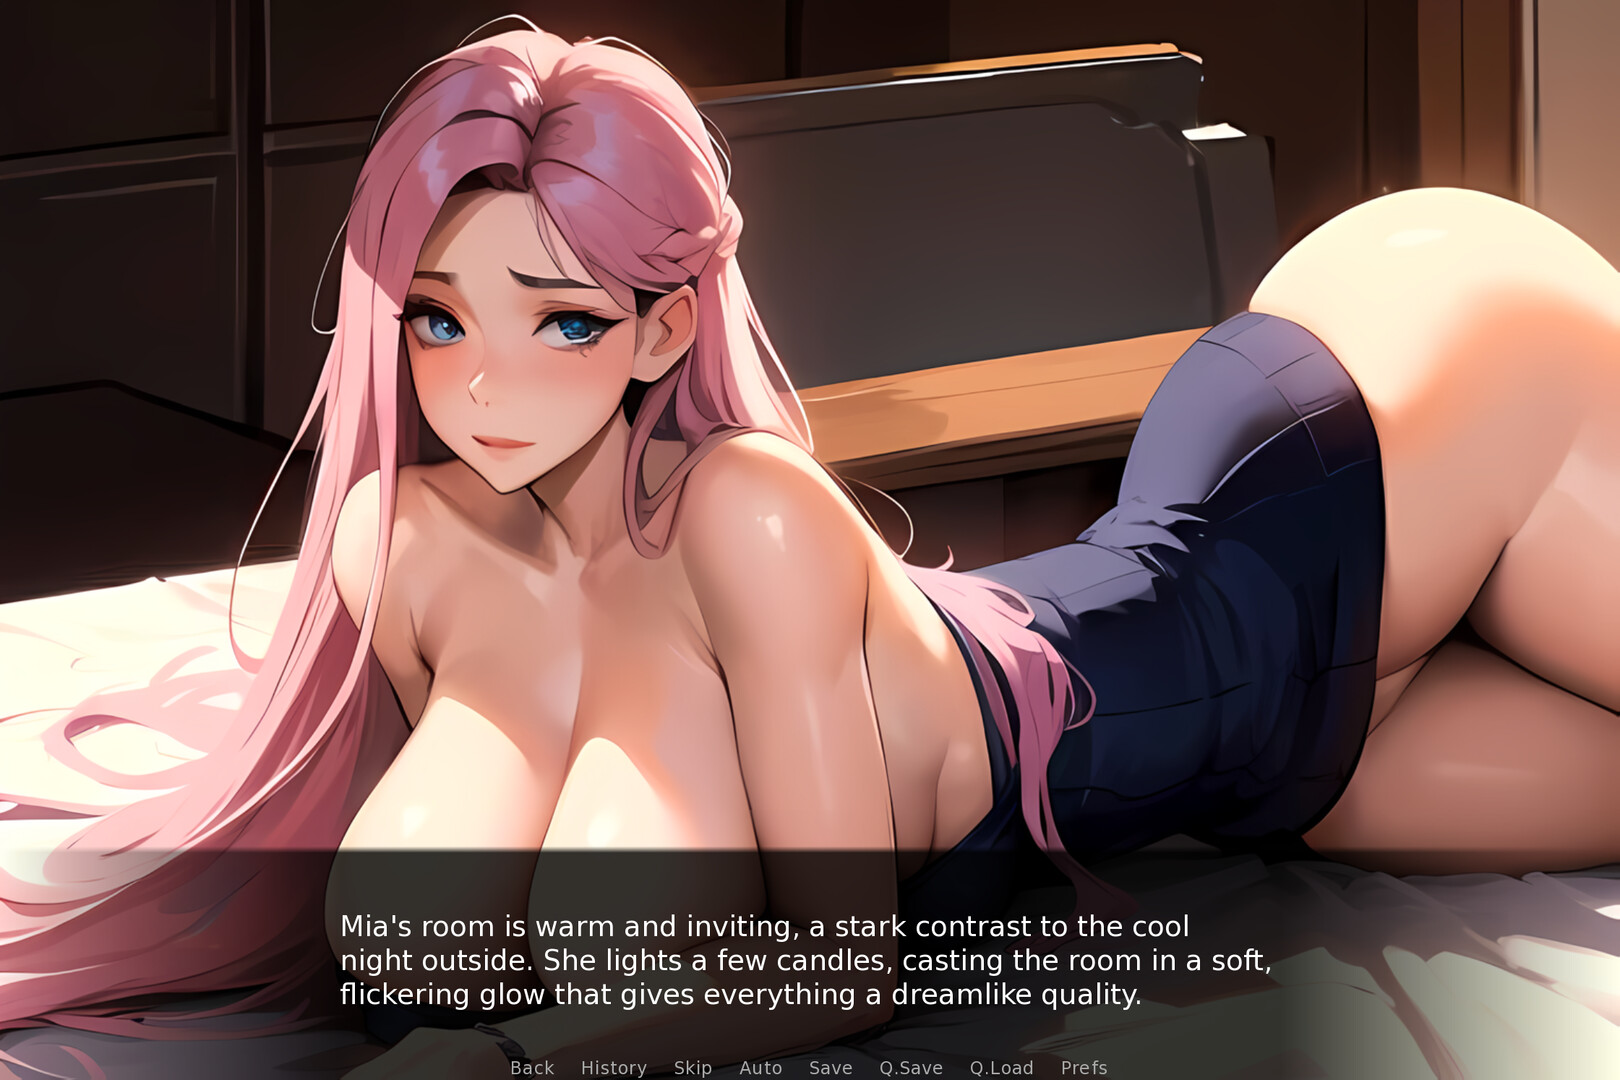 Mia's room is warm and inviting, a stark contrast to the cool
night outside. She lights a few candles, casting the room in a soft,
flickering glow that gives everything a dreamlike quality.
Back History Skip Auto Save Q.Save Q.Load Prefs